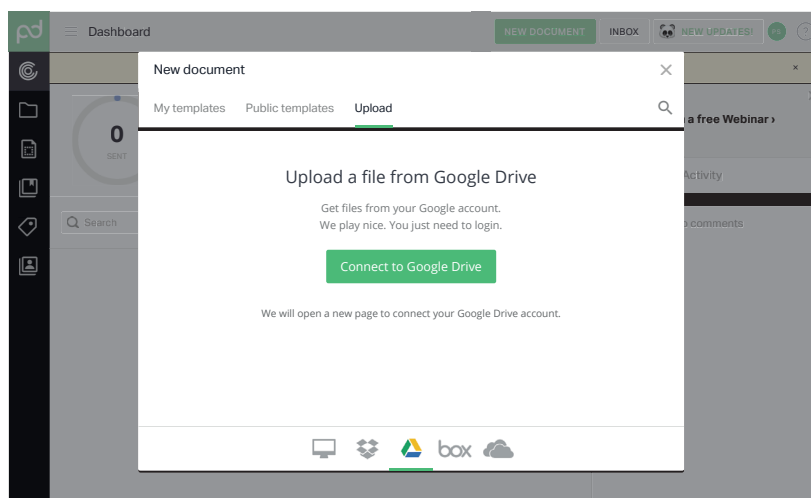 pd
Dashboard
NEW DOCUMENT
INBOX
NEW UPDATES!
PS
?
New document
×
×
My templates
Public templates
Upload
a free Webinar ›
0
SENT
Activity
Upload a file from Google Drive
Search
comments
Get files from your Google account.
We play nice. You just need to login.
Connect to Google Drive
We will open a new page to connect your Google Drive account.
box